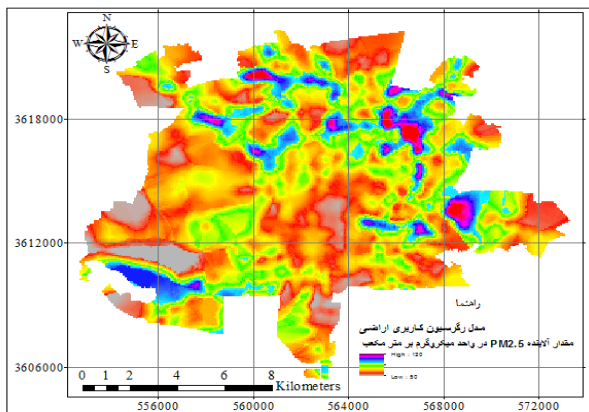 N
W E
S
3618000
3612000
3606000
راهنما
مدل رگرسیون کاربری اراضی
مقدار آلاینده PM2.5 در واحد میکروگرم بر متر مکعب
High : 120
Low : 50
0 1 2 4 6 8
Kilometers
556000 560000 564000 568000 572000